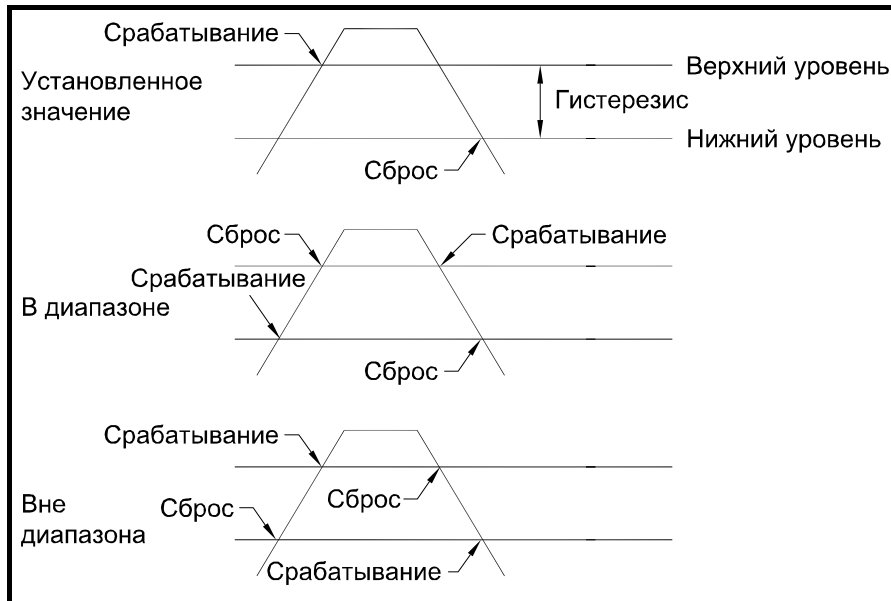 Срабатывание
Верхний уровень
Установленное
значение
Гистерезис
Нижний уровень
Сброс
Сброс
Срабатывание
Срабатывание
В диапазоне
Сброс
Срабатывание
Сброс
Вне
диапазона
Сброс
Срабатывание